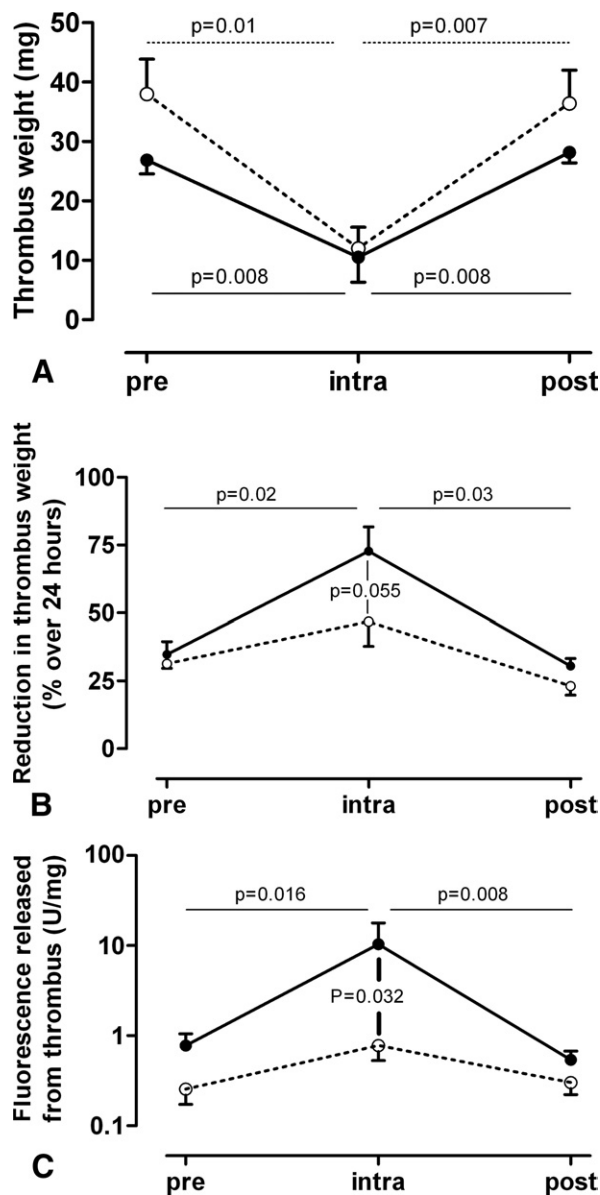 50
40
30
20
10
0
Thrombus weight (mg)
p=0.01
p=0.007
p=0.008
p=0.008
A
pre
intra
post
100
75
50
25
0
Reduction in thrombus weight
(% over 24 hours)
p=0.02
p=0.03
p=0.055
B
pre
intra
post
100
10
1
0.1
Fluorescence released
from thrombus (U/mg)
p=0.016
p=0.008
P=0.032
C
pre
intra
post